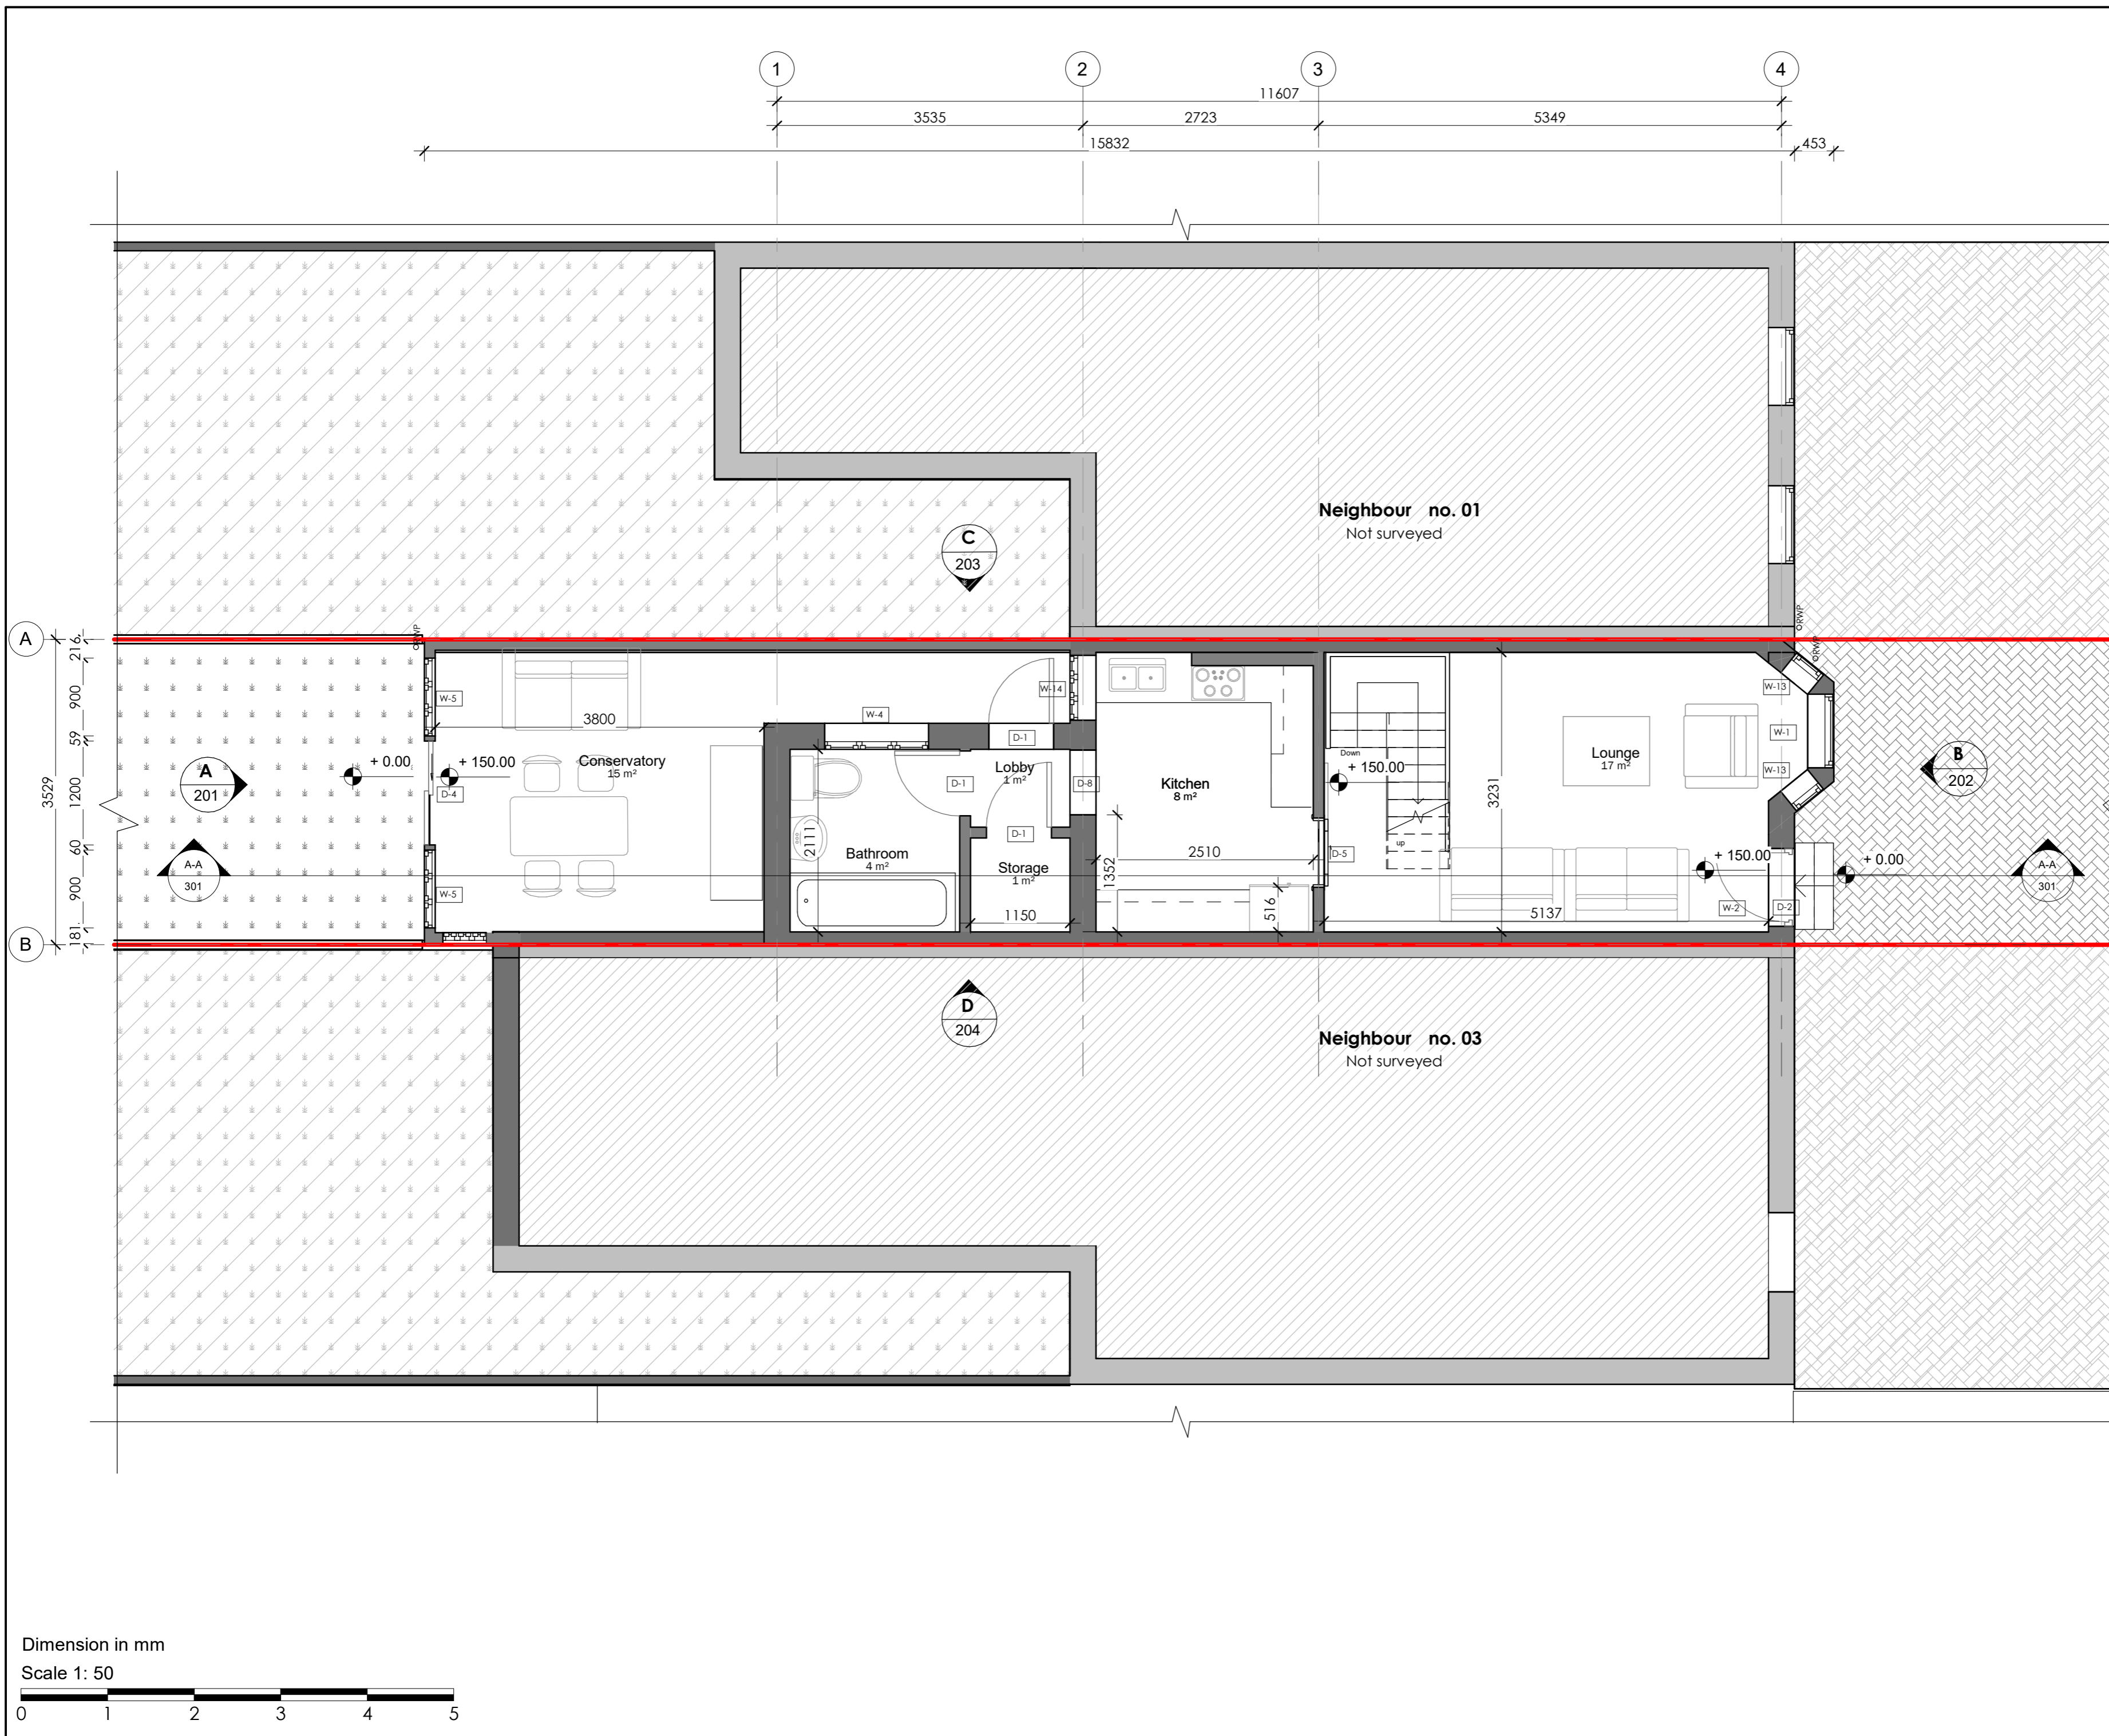 1
2
3
4
11607
3535
2723
5349
15832
453
Neighbour no. 01
Not surveyed
C
203
A
B
216
900
59
1200
60
900
181
3529
RWP
RWP
RWP
W-5
3800
W-4
W-14
D-1
+ 0.00
+ 150.00
D-4
Conservatory
15 m²
A
201
A-A
301
W-5
Lobby
1 m²
D-1
D-8
D-1
2111
Bathroom
4 m²
Storage
1 m²
1150
Kitchen
8 m²
1352
2510
516
Down
+ 150.00
up
D-5
3231
Lounge
17 m²
W-13
W-1
W-13
+ 150.00
5137
W-2
D-2
+ 0.00
B
202
A-A
301
D
204
Neighbour no. 03
Not surveyed
Dimension in mm
Scale 1: 50
0 1 2 3 4 5